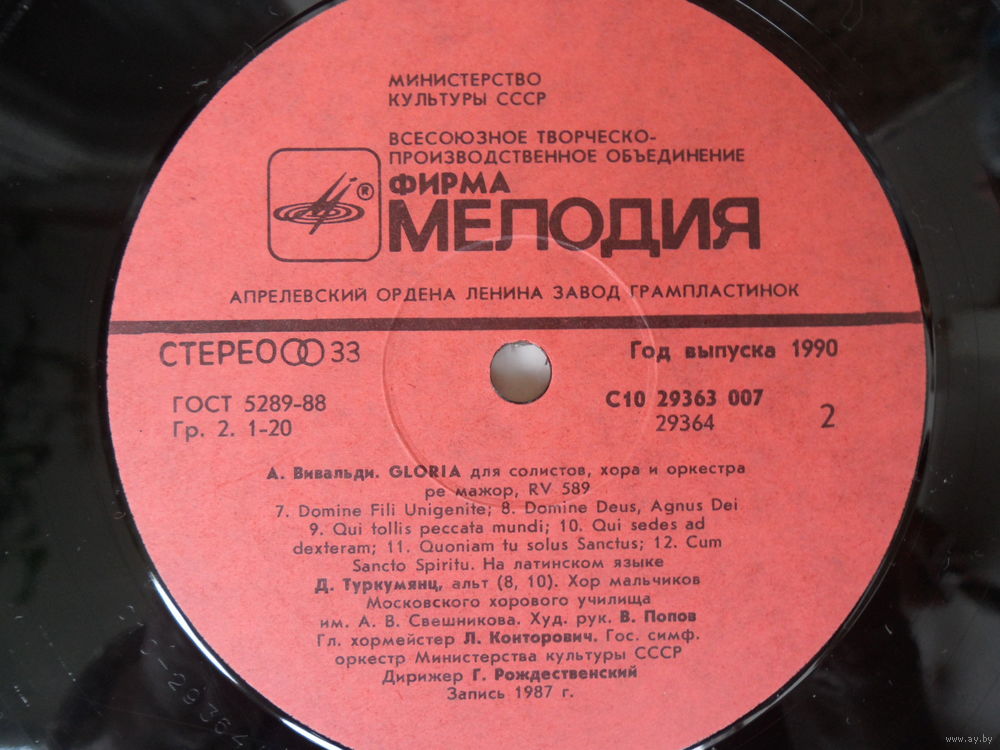 МИНИСТЕРСТВО
КУЛЬТУРЫ СССР
ВСЕСОЮЗНОЕ ТВОРЧЕСКО-
ПРОИЗВОДСТВЕННОЕ ОБЪЕДИНЕНИЕ
®
ФИРМА
МЕЛОДИЯ
АПРЕЛЕВСКИЙ ОРДЕНА ЛЕНИНА ЗАВОД ГРАМПЛАСТИНОК
СТЕРЕО 33
Год выпуска 1990
ГОСТ 5289-88
Гр. 2. 1-20
С10 29363 007
29364
2
А. Вивальди. GLORIA для солистов, хора и оркестра
ре мажор, RV 589
7. Domine Fili Unigenite; 8. Domine Deus, Agnus Dei
9. Qui tollis peccata mundi; 10. Qui sedes ad
dexteram; 11. Quoniam tu solus Sanctus; 12. Cum
Sancto Spiritu. На латинском языке
Д. Туркумянц, альт (8, 10). Хор мальчиков
Московского хорового училища
им. А. В. Свешникова. Худ. рук. В. Попов
Гл. хормейстер Л. Конторович. Гос. симф.
оркестр Министерства культуры СССР
Дирижер Г. Рождественский
Запись 1987 г.
С-29364
www.ay.by